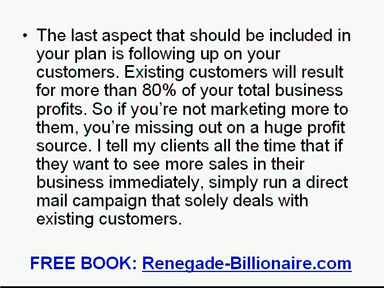 • The last aspect that should be included in
your plan is following up on your
customers. Existing customers will result
for more than 80% of your total business
profits. So if you're not marketing more to
them, you're missing out on a huge profit
source. I tell my clients all the time that if
they want to see more sales in their
business immediately, simply run a direct
mail campaign that solely deals with
existing customers.
FREE BOOK: Renegade-Billionaire.com